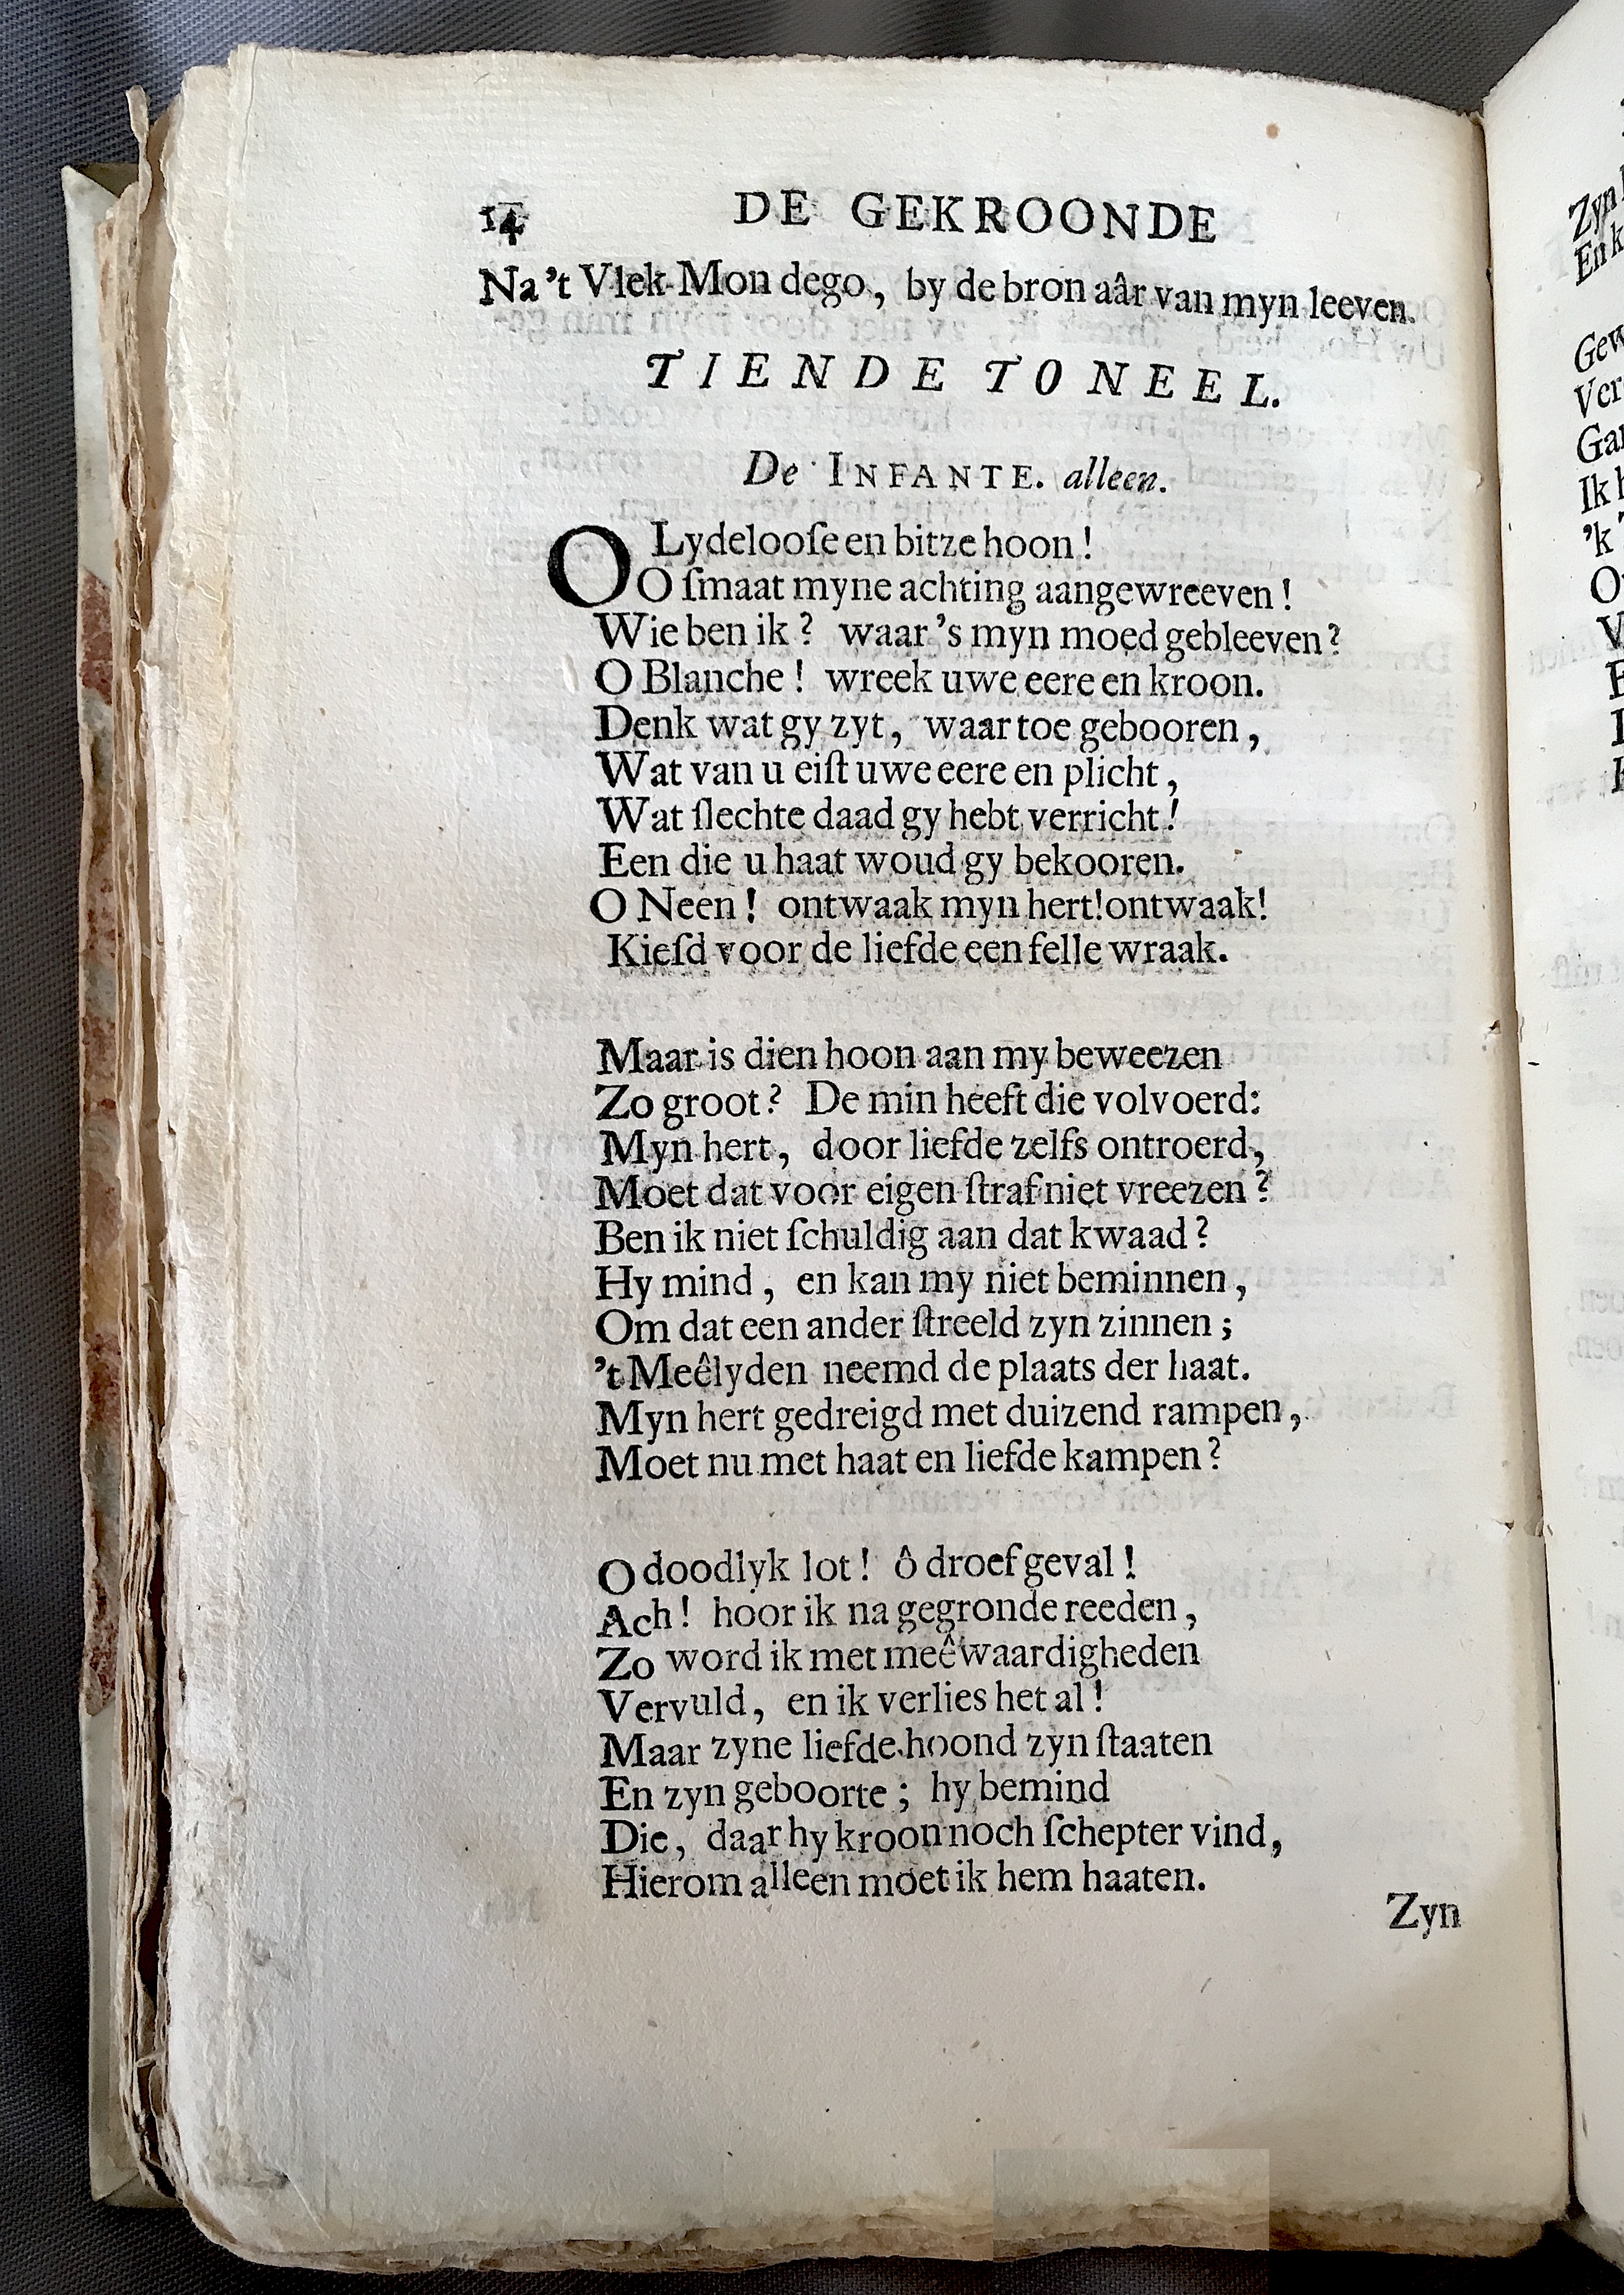 14 DE GEKROONDE
Na 't Vlek Mon dego, by de bron aâr van myn leeven.
TIENDE TONEEL.
De INFANTE. alleen.
O Lydelooſe en bitze hoon!
O ſmaat myne achting aangewreeven!
Wie ben ik? waar's myn moed gebleeven?
O Blanche! wreek uwe eere en kroon.
Denk wat gy zyt, waar toe gebooren,
Wat van u eiſt uwe eere en plicht,
Wat ſlechte daad gy hebt verricht!
Een die u haat woud gy bekooren.
O Neen! ontwaak myn hert! ontwaak!
Kieſd voor de liefde een felle wraak.
Maar is dien hoon aan my beweezen
Zo groot? De min heeft die volvoerd:
Myn hert, door liefde zelfs ontroerd,
Moet dat voor eigen ſtraf niet vreezen?
Ben ik niet ſchuldig aan dat kwaad?
Hy mind, en kan my niet beminnen,
Om dat een ander ſtreeld zyn zinnen;
't Meêlyden neemd de plaats der haat.
Myn hert gedreigd met duizend rampen,
Moet nu met haat en liefde kampen?
O doodlyk lot! ô droef geval!
Ach! hoor ik na gegronde reeden,
Zo word ik met meêwaardigheden
Vervuld, en ik verlies het al!
Maar zyne liefde hoond zyn ſtaaten
En zyn geboorte; hy bemind
Die, daar hy kroon noch ſchepter vind,
Hierom alleen moet ik hem haaten.
Zyn